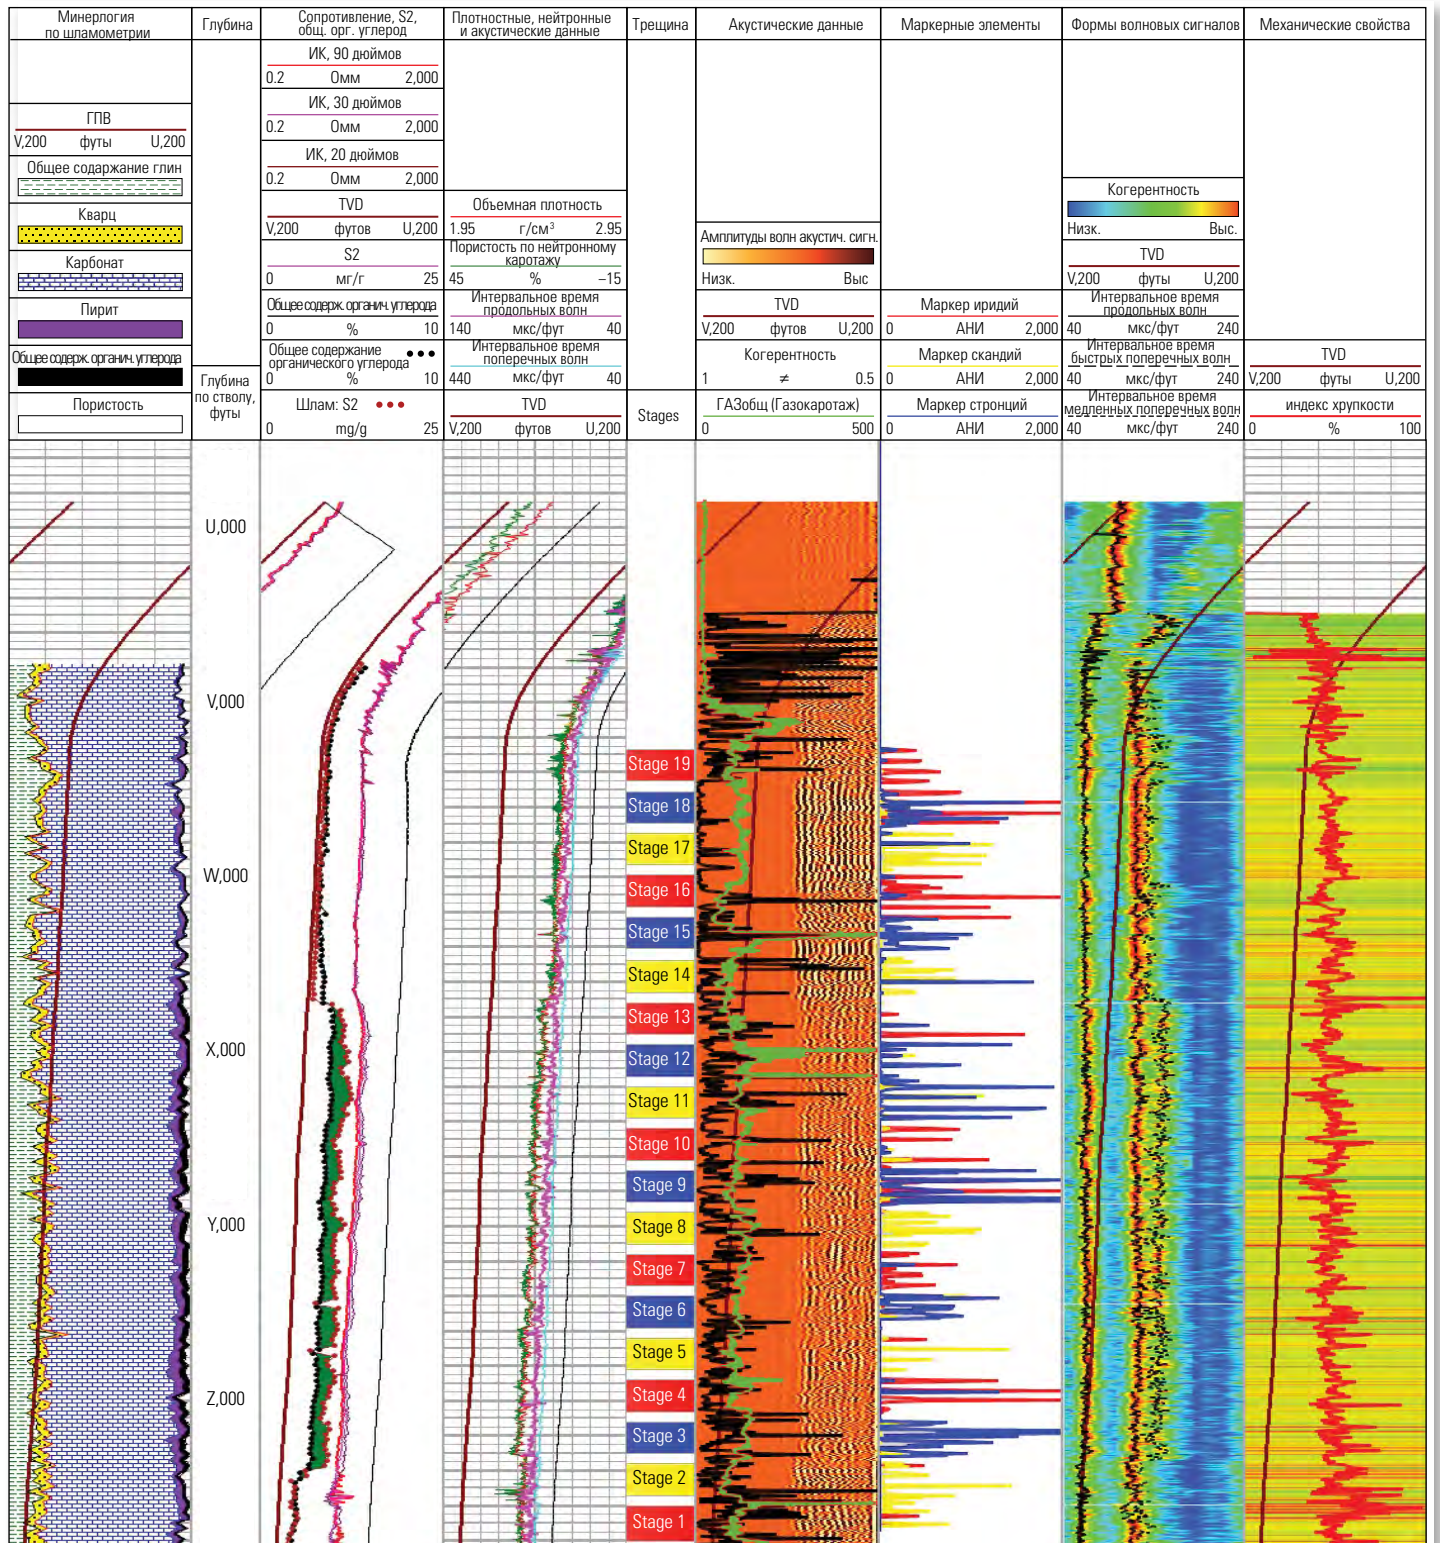 Минерлогия
по шламометрии
ГПВ
V,200 футы U,200
Общее содаржание глин
Кварц
Карбонат
Пирит
Общее содерж. органич. углерода
Пористость
Глубина
Глубина
по стволу,
футы
Сопротивление, S2,
общ. орг. углерод
ИК, 90 дюймов
0.2 Омм 2,000
ИК, 30 дюймов
0.2 Омм 2,000
ИК, 20 дюймов
0.2 Омм 2,000
TVD
V,200 футов U,200
S2
0 мг/г 25
Общее содерж. органич. углерода
0 % 10
Общее содержание
органического углерода
0 % 10
Шлам: S2
0 mg/g 25
Плотностные, нейтронные
и акустические данные
Объемная плотность
1.95 г/см³ 2.95
Пористость по нейтронному
каротажу
45 % –15
Интервальное время
продольных волн
140 мкс/фут 40
Интервальное время
поперечных волн
440 мкс/фут 40
TVD
V,200 футов U,200
Трещина
Stages
Акустические данные
Амплитуды волн акустич. сигн.
Низк. Выс
TVD
V,200 футов U,200
Когерентность
1 ≠ 0.5
ГАЗобщ (Газокаротаж)
0 500
Маркерные элементы
Маркер иридий
0 АНИ 2,000
Маркер скандий
0 АНИ 2,000
Маркер стронций
0 АНИ 2,000
Формы волновых сигналов
Когерентность
Низк. Выс.
TVD
V,200 футы U,200
Интервальное время
продольных волн
40 мкс/фут 240
Интервальное время
быстрых поперечных волн
40 мкс/фут 240
Интервальное время
медленных поперечных волн
40 мкс/фут 240
Механические свойства
TVD
V,200 футы U,200
индекс хрупкости
0 % 100
U,000
V,000
W,000
X,000
Y,000
Z,000
Stage 19
Stage 18
Stage 17
Stage 16
Stage 15
Stage 14
Stage 13
Stage 12
Stage 11
Stage 10
Stage 9
Stage 8
Stage 7
Stage 6
Stage 5
Stage 4
Stage 3
Stage 2
Stage 1